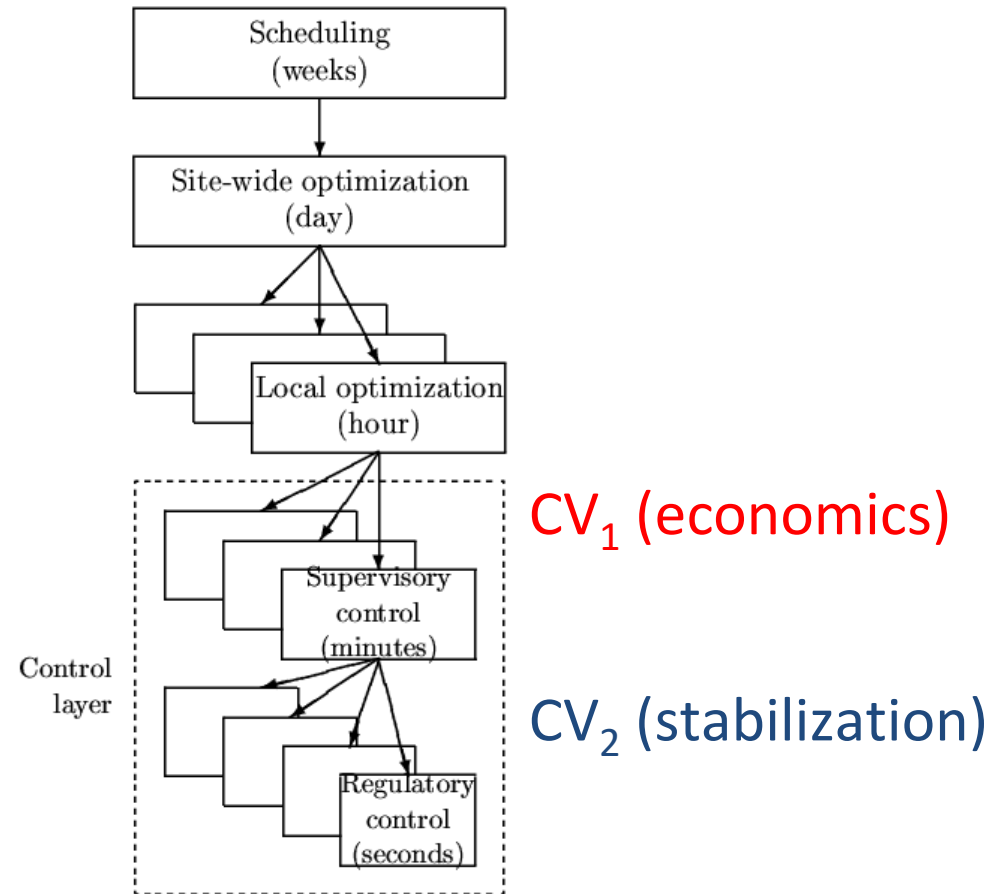 Scheduling
(weeks)
Site-wide optimization
(day)
Local optimization
(hour)
CV₁ (economics)
Supervisory
control
(minutes)
Control
layer
CV₂ (stabilization)
Regulatory
control
(seconds)